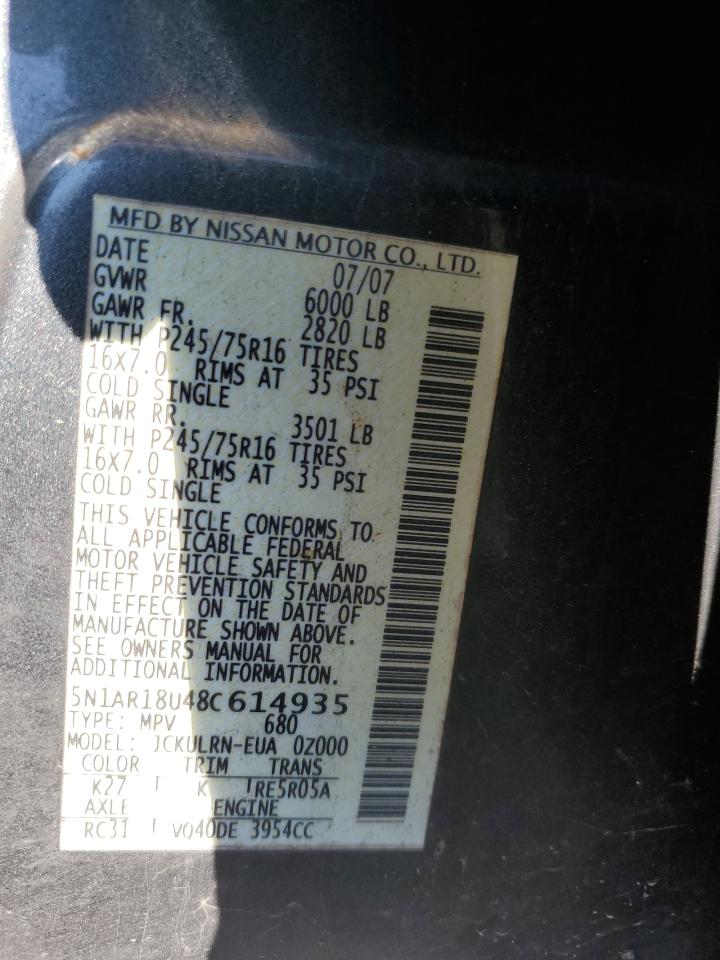 MFD BY NISSAN MOTOR CO., LTD.
DATE 07/07
GVWR 6000 LB
GAWR FR. 2820 LB
WITH P245/75R16 TIRES
16X7.0 RIMS AT 35 PSI
COLD SINGLE
GAWR RR. 3501 LB
WITH P245/75R16 TIRES
16X7.0 RIMS AT 35 PSI
COLD SINGLE
THIS VEHICLE CONFORMS TO
ALL APPLICABLE FEDERAL
MOTOR VEHICLE SAFETY AND
THEFT PREVENTION STANDARDS
IN EFFECT ON THE DATE OF
MANUFACTURE SHOWN ABOVE.
SEE OWNERS MANUAL FOR
ADDITIONAL INFORMATION.
5N1AR18U48C614935
TYPE: MPV 680
MODEL: JCKULRN-EUA 0Z000
COLOR TRIM TRANS
K27 K RE5R05A
AXLE ENGINE
RC31 VQ40DE 3954CC